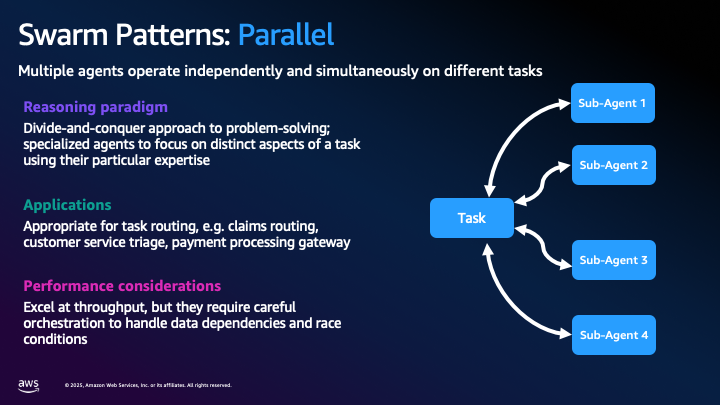 Swarm Patterns: Parallel
Multiple agents operate independently and simultaneously on different tasks
Reasoning paradigm
Divide-and-conquer approach to problem-solving;
specialized agents to focus on distinct aspects of a task
using their particular expertise
Applications
Appropriate for task routing, e.g. claims routing,
customer service triage, payment processing gateway
Performance considerations
Excel at throughput, but they require careful
orchestration to handle data dependencies and race
conditions
Sub-Agent 1
Sub-Agent 2
Task
Sub-Agent 3
Sub-Agent 4
aws
© 2025, Amazon Web Services, Inc. or its affiliates. All rights reserved.